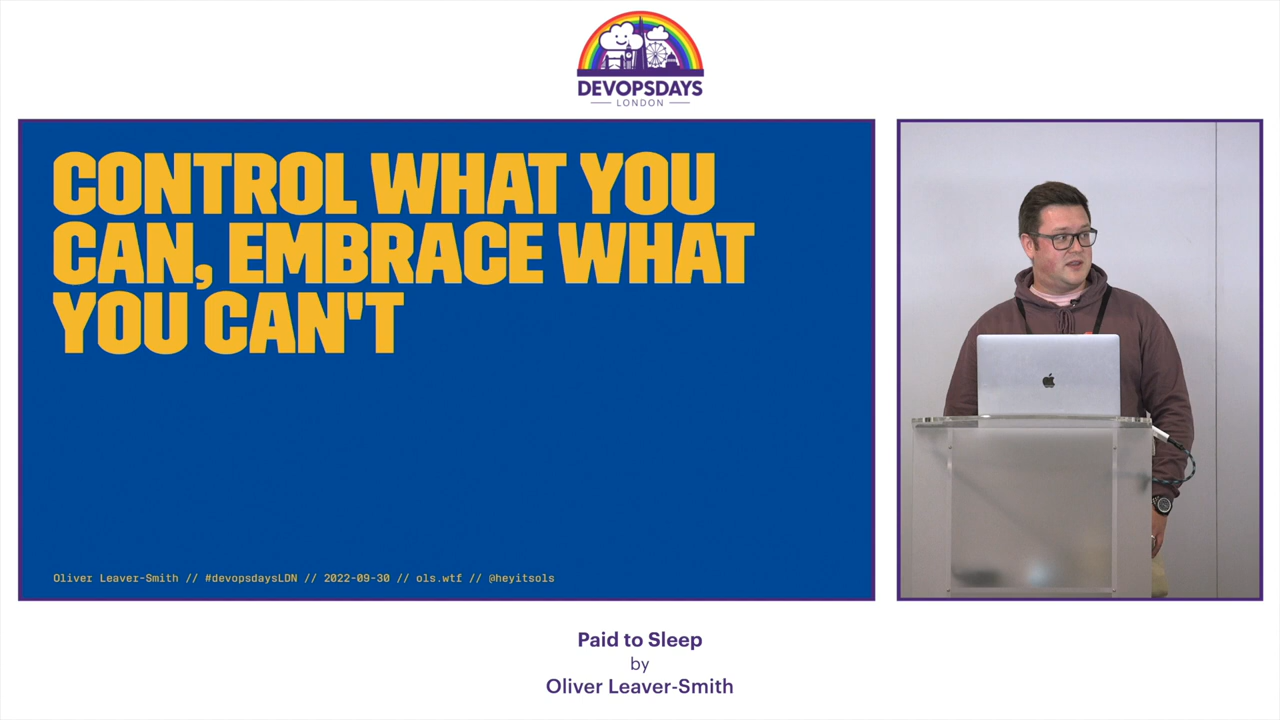 DEVOPSDAYS
LONDON
CONTROL WHAT YOU
CAN, EMBRACE WHAT
YOU CAN'T
Oliver Leaver-Smith // #devopsdaysLDN // 2022-09-30 // ols.wtf // @heyitsols
Paid to Sleep
by
Oliver Leaver-Smith